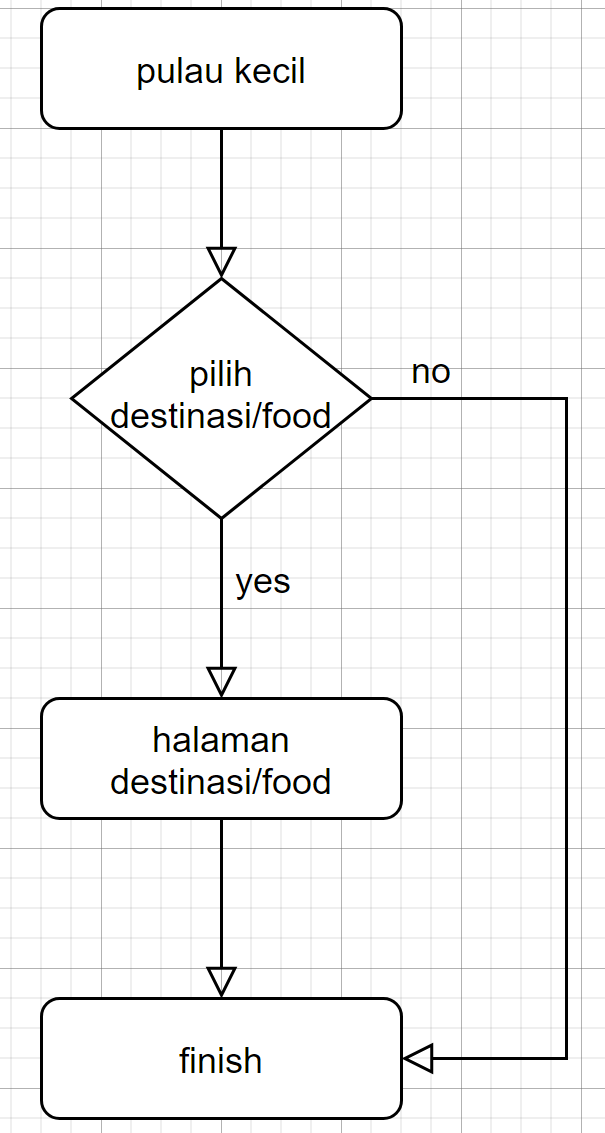 pulau kecil
pilih
destinasi/food
no
yes
halaman
destinasi/food
finish